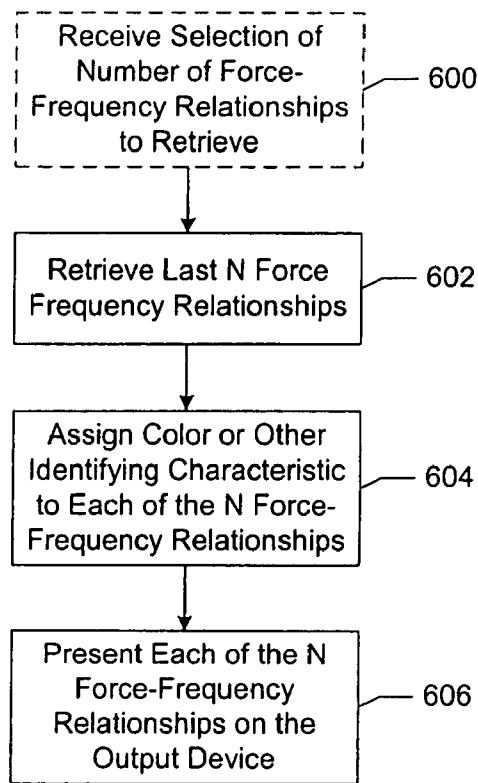 Receive Selection of
Number of Force-
Frequency Relationships
to Retrieve
600
Retrieve Last N Force
Frequency Relationships
602
Assign Color or Other
Identifying Characteristic
to Each of the N Force-
Frequency Relationships
604
Present Each of the N
Force-Frequency
Relationships on the
Output Device
606